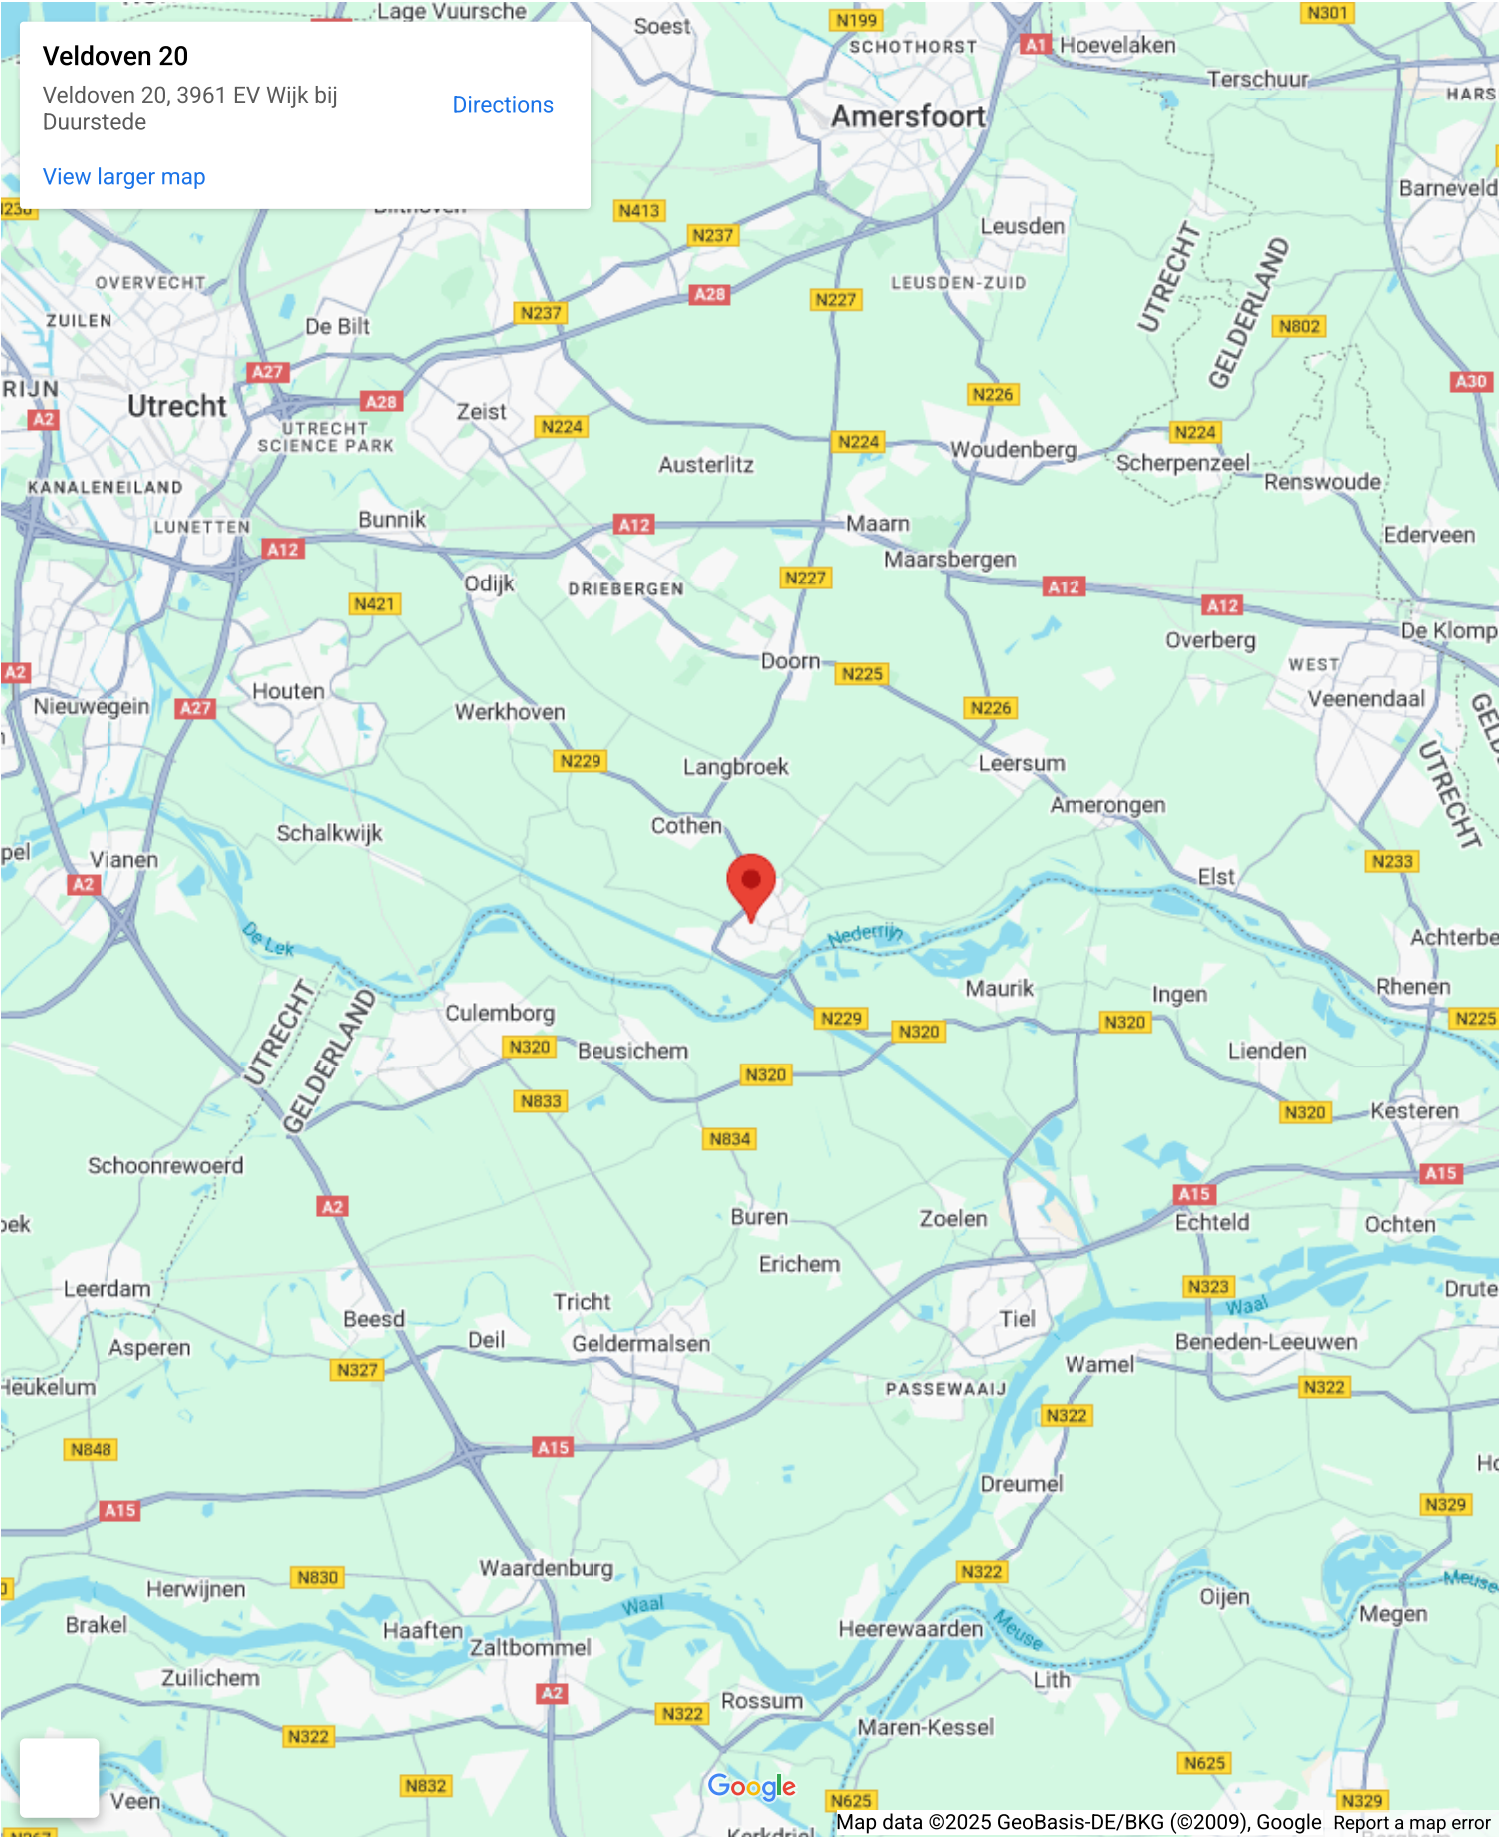 Lage Vuursche
Soest
N199
N301
SCHOTHORST
A1
Hoevelaken
Terschuur
Veldoven 20
Veldoven 20, 3961 EV Wijk bij
Duurstede
Directions
View larger map
Amersfoort
HARS
Barneveld
Bilthoven
N413
N237
Leusden
UTRECHT
GELDERLAND
OVERVECHT
LEUSDEN-ZUID
A28
N227
N237
ZUILEN
De Bilt
N802
A27
RIJN
A2
Utrecht
A28
Zeist
N226
A30
UTRECHT
SCIENCE PARK
N224
N224
Woudenberg
N224
Scherpenzeel
Austerlitz
Renswoude
KANALENEILAND
LUNETTEN
Bunnik
A12
Maarn
Ederveen
A12
Maarsbergen
Odijk
DRIEBERGEN
N227
A12
A12
N421
De Klomp
Overberg
A2
Doorn
N225
WEST
Houten
Nieuwegein
A27
Werkhoven
N226
Veenendaal
GELD
UTRECHT
N229
Langbroek
Leersum
Amerongen
Cothen
Schalkwijk
pel
Vianen
A2
N233
Elst
De Lek
Nederrijn
Achterbe
UTRECHT
GELDERLAND
Maurik
Ingen
Rhenen
Culemborg
N229
N320
N320
N225
N320
Beusichem
Lienden
N320
N833
N320
Kesteren
N834
Schoonrewoerd
A15
A2
A15
oek
Buren
Zoelen
Echteld
Ochten
Erichem
Leerdam
N323
Drute
Tricht
Waal
Beesd
Tiel
Asperen
Deil
Geldermalsen
Beneden-Leeuwen
N327
Wamel
Heukelum
PASSEWAAIJ
N322
N322
N848
A15
Ho
Dreumel
A15
N329
Waardenburg
N322
N830
Herwijnen
Meuse
Oijen
Waal
Brakel
Haaften
Heerewaarden
Meuse
Megen
Zaltbommel
Zuilichem
Lith
A2
Rossum
N322
Maren-Kessel
N322
N625
Google
N832
Veen
N625
N329
Map data ©2025 GeoBasis-DE/BKG (©2009), Google
Report a map error
Kerkdriel